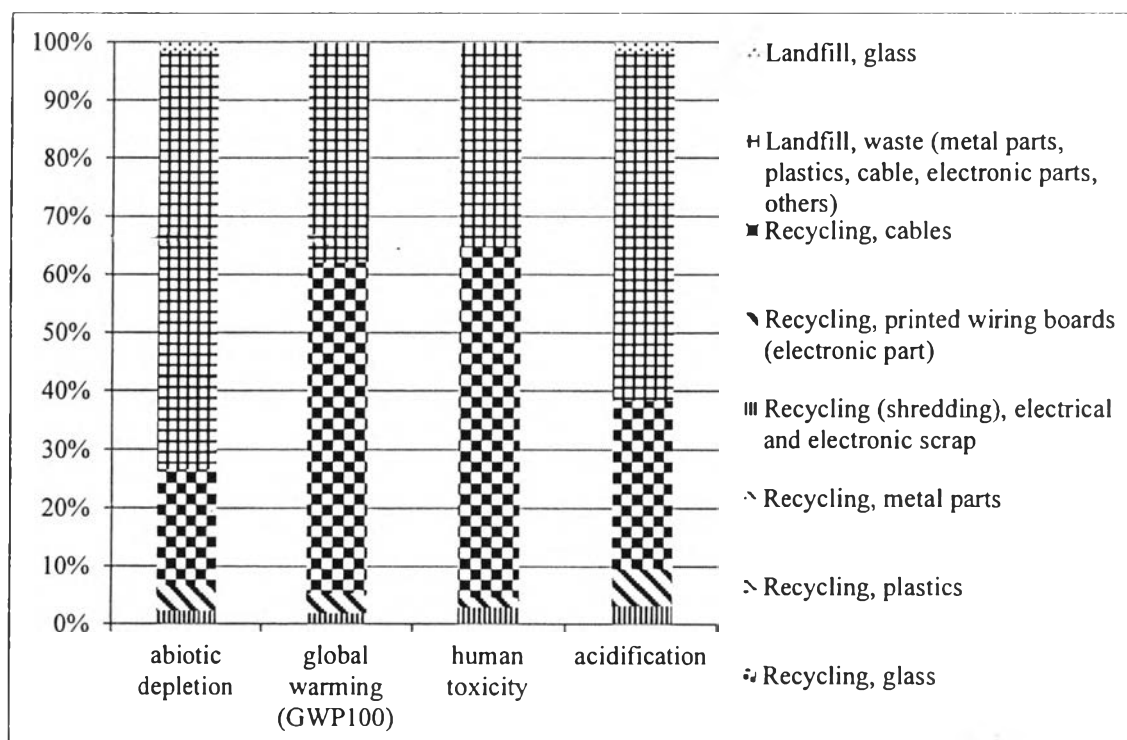 100%
90%
80%
70%
60%
50%
40%
30%
20%
10%
0%
abiotic
depletion
global
warming
(GWP100)
human
toxicity
acidification
Landfill, glass
Landfill, waste (metal parts,
plastics, cable, electronic parts,
others)
Recycling, cables
Recycling, printed wiring boards
(electronic part)
Recycling (shredding), electrical
and electronic scrap
Recycling, metal parts
Recycling, plastics
Recycling, glass